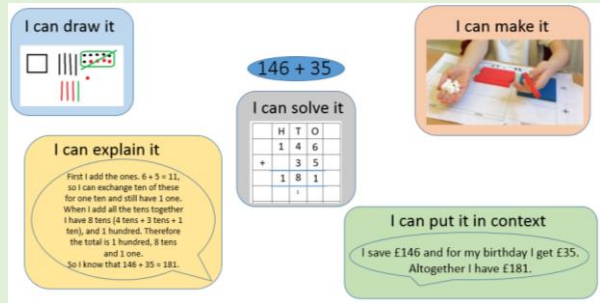 I can draw it
I can make it
146 + 35
I can solve it
H T O
1 4 6
+ 3 5
1 8 1
1
I can explain it
First I add the ones. 6 + 5 = 11,
so I can exchange ten of these
for one ten and still have 1 one.
When I add all the tens together
I have 8 tens (4 tens + 3 tens + 1
ten), and 1 hundred. Therefore
the total is 1 hundred, 8 tens
and 1 one.
So I know that 146 + 35 = 181.
I can put it in context
I save £146 and for my birthday I get £35.
Altogether I have £181.